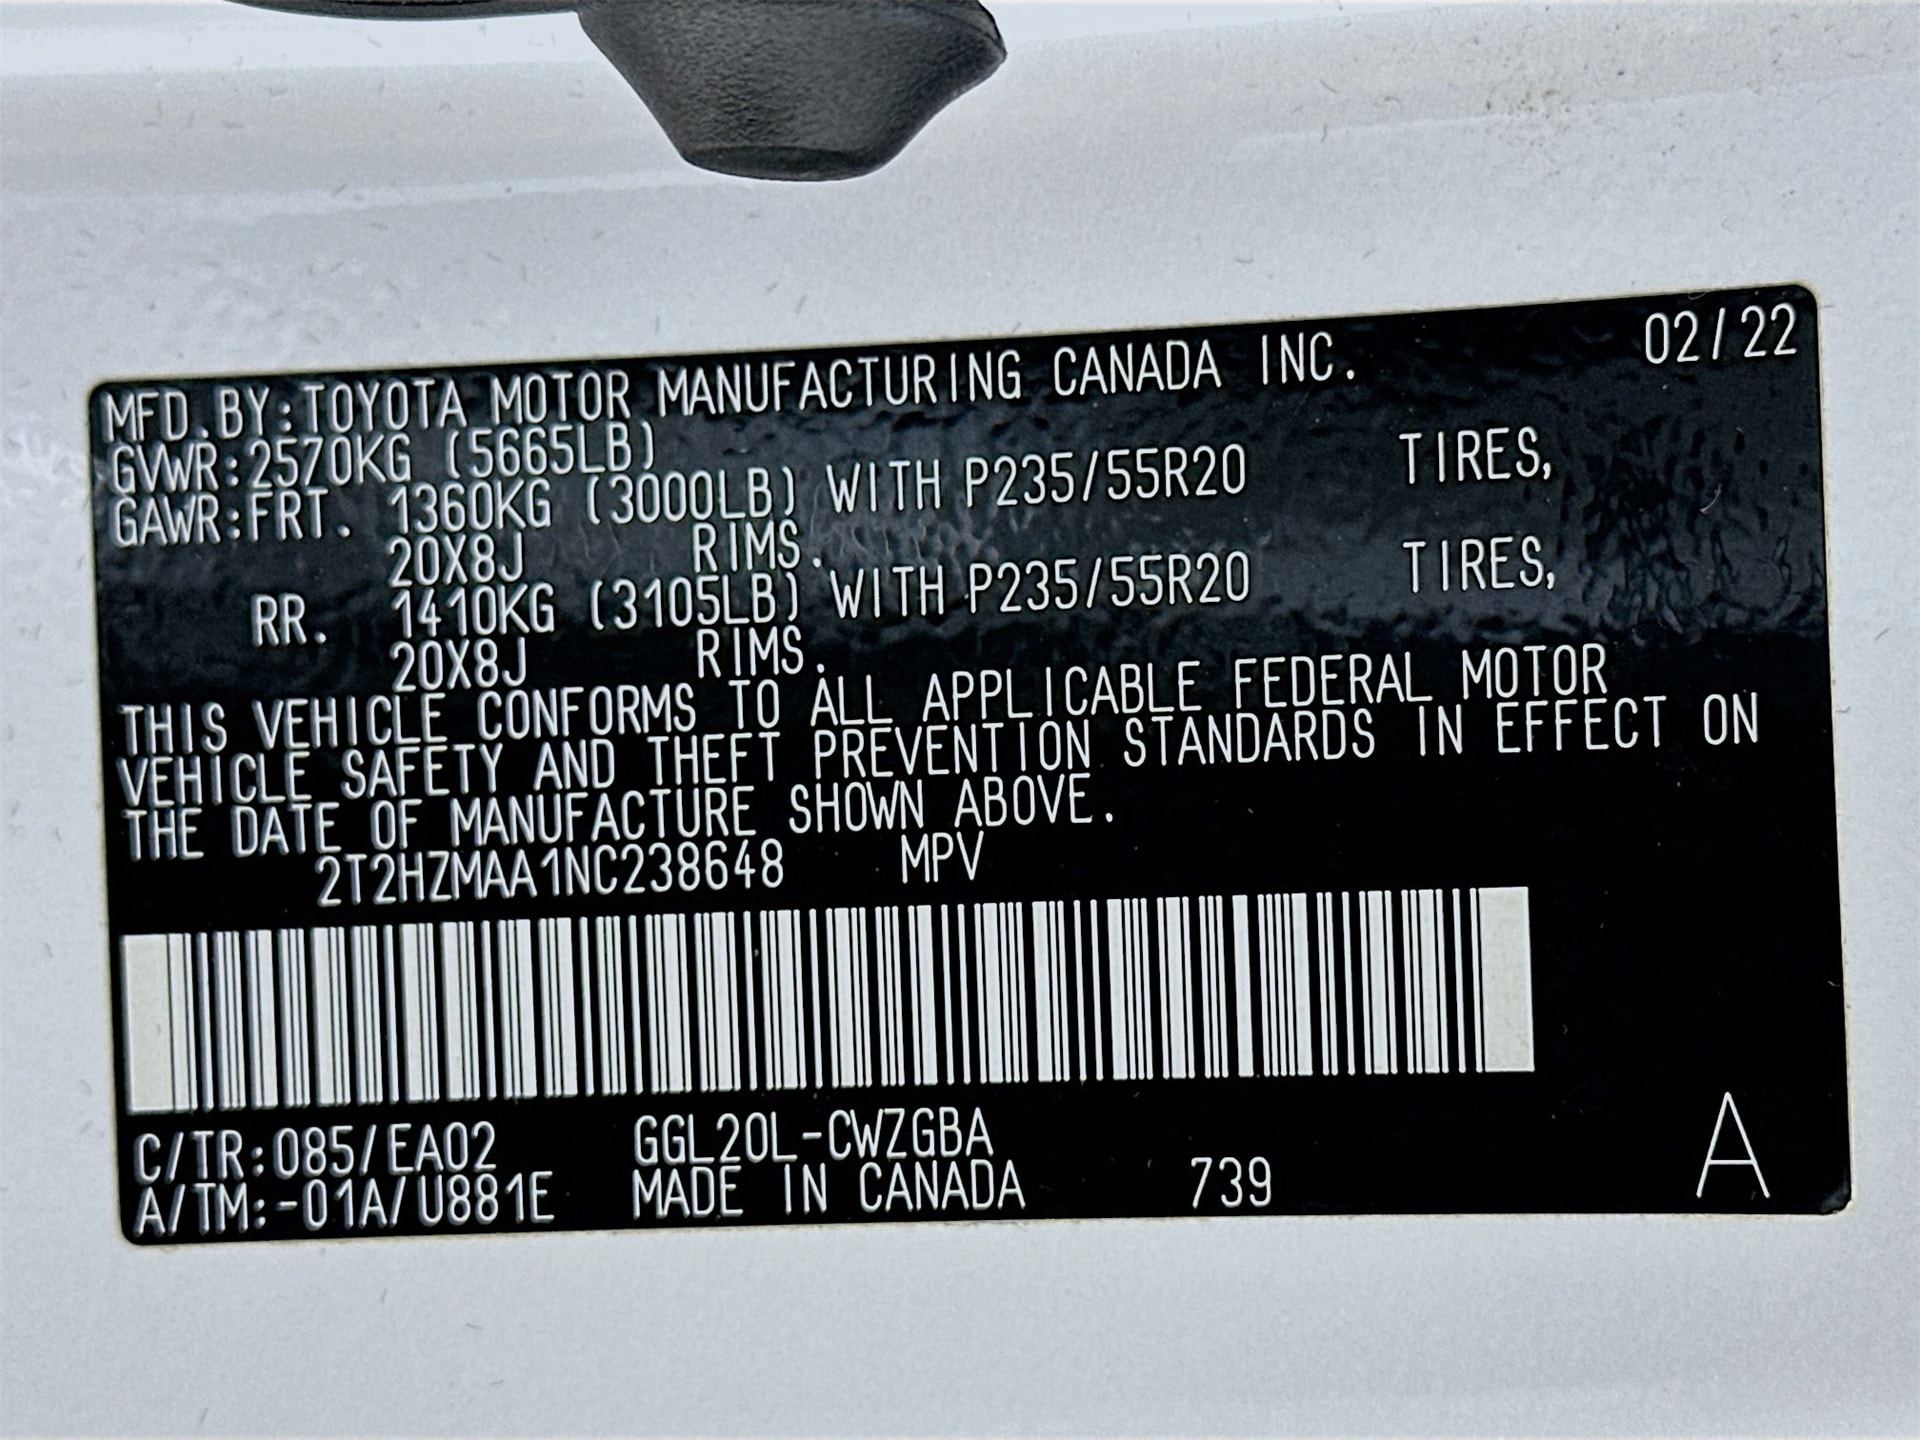 MFD.BY:TOYOTA MOTOR MANUFACTURING CANADA INC. 02/22
GVWR:2570KG (5665LB)
GAWR:FRT. 1360KG (3000LB) WITH P235/55R20 TIRES,
20X8J RIMS.
RR. 1410KG (3105LB) WITH P235/55R20 TIRES,
20X8J RIMS.
THIS VEHICLE CONFORMS TO ALL APPLICABLE FEDERAL MOTOR
VEHICLE SAFETY AND THEFT PREVENTION STANDARDS IN EFFECT ON
THE DATE OF MANUFACTURE SHOWN ABOVE.
2T2HZMAA1NC238648 MPV
C/TR:085/EA02 GGL20L-CWZGBA
A/TM:-01A/U881E MADE IN CANADA 739 A